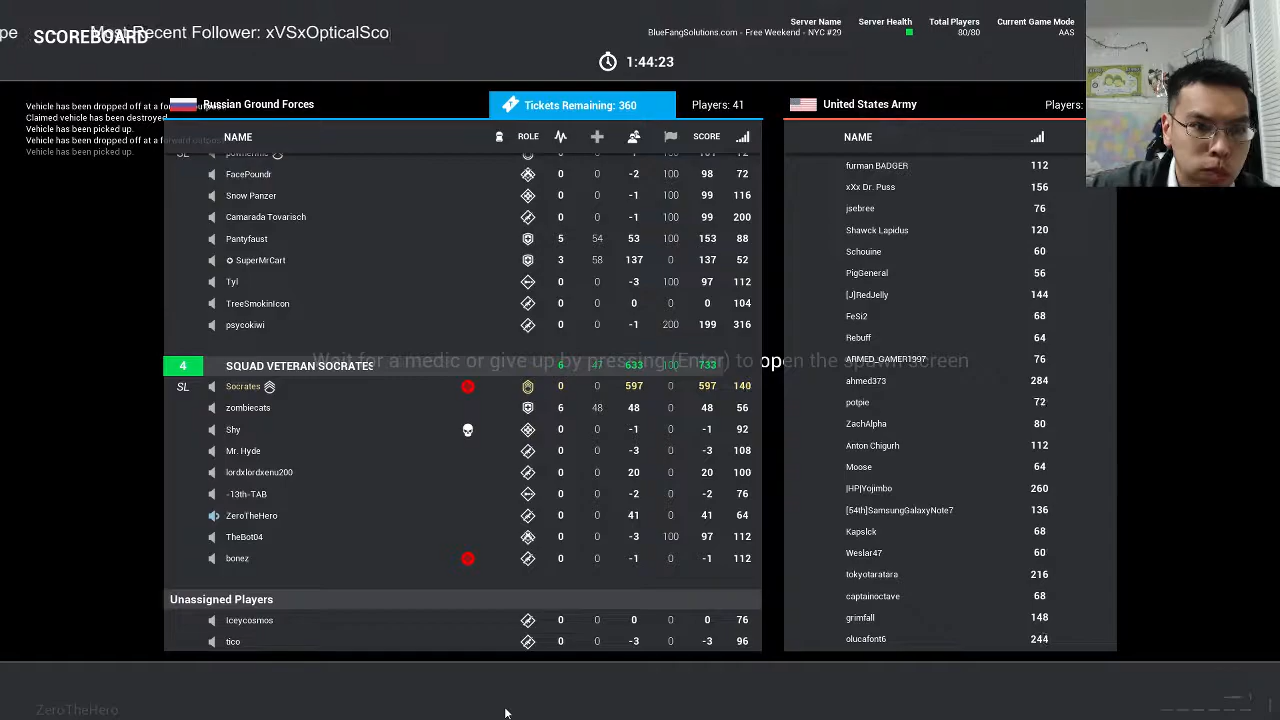 SCOREBOARD
Most Recent Follower: xVSxOpticalSco
Server Name
BlueFangSolutions.com - Free Weekend - NYC #29
Server Health
Total Players
80/80
Current Game Mode
AAS
1:44:23
Claimed vehicle has been destroyed
Vehicle has been picked up.
Vehicle has been dropped off at a forward outpost
Vehicle has been picked up.
Russian Ground Forces
Tickets Remaining: 360
Players: 41
United States Army
Players:
NAME ROLE SCORE
FacePoundr 0 0 -2 100 98 72
Snow Panzer 0 0 -1 100 99 116
Camarada Tovarisch 0 0 -1 100 99 200
Pantyfaust 5 54 53 100 153 88
SuperMrCart 3 58 137 0 137 52
Tyl 0 0 -3 100 97 112
TreeSmokinIcon 0 0 0 0 0 104
psycokiwi 0 0 -1 200 199 316
4 SQUAD VETERAN SOCRATES 6 47 633 100 733
Wait for a medic or give up by pressing (Enter) to open the spawn screen
SL Socrates 0 0 597 0 597 140
zombiecats 6 48 48 0 48 56
Shy 0 0 -1 0 -1 92
Mr. Hyde 0 0 -3 0 -3 108
lordxlordxenu200 0 0 20 0 20 100
-13th-TAB 0 0 -2 0 -2 76
ZeroTheHero 0 0 41 0 41 64
TheBot04 0 0 -3 100 97 112
bonez 0 0 -1 0 -1 112
Unassigned Players
Iceycosmos 0 0 0 0 0 76
tico 0 0 -3 0 -3 96
NAME
furman BADGER 112
xXx Dr. Puss 156
jsebree 76
Shawck Lapidus 120
Schouine 60
PigGeneral 56
[J]RedJelly 144
FeSi2 68
Rebuff 64
ARMED_GAMER1997 76
ahmed373 284
potpie 72
ZachAlpha 80
Anton Chigurh 112
Moose 64
|HP|Yojimbo 260
[54th]SamsungGalaxyNote7 136
Kapslck 68
Weslar47 60
tokyotaratara 216
captainoctave 68
grimfall 148
olucafont6 244
ZeroTheHero